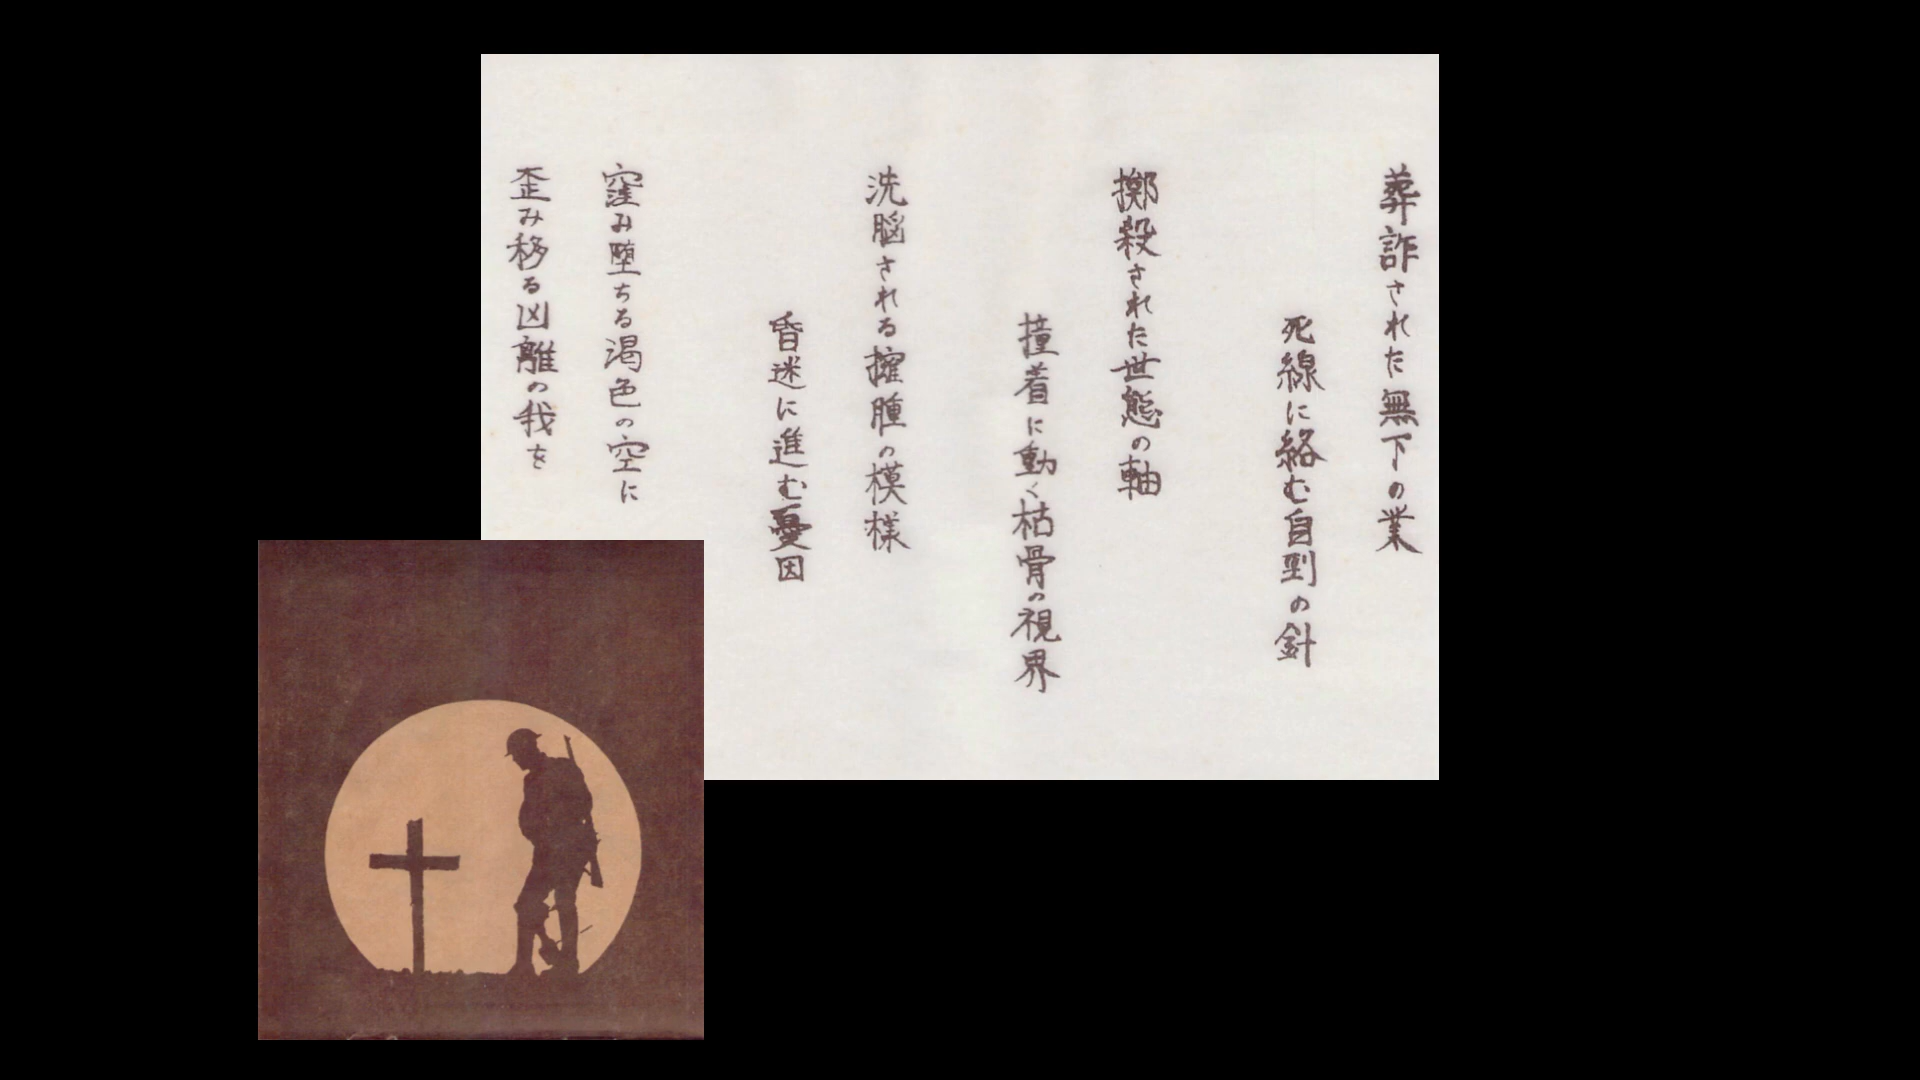 葬詐された無下の業
死線に絡む自剄の針
擲殺された世態の軸
撞着に動く枯骨の視界
洗脳される擁腫の模様
昏迷に進む憂因
窪み堕ちる渇色の空に
歪み移る凶離の我を